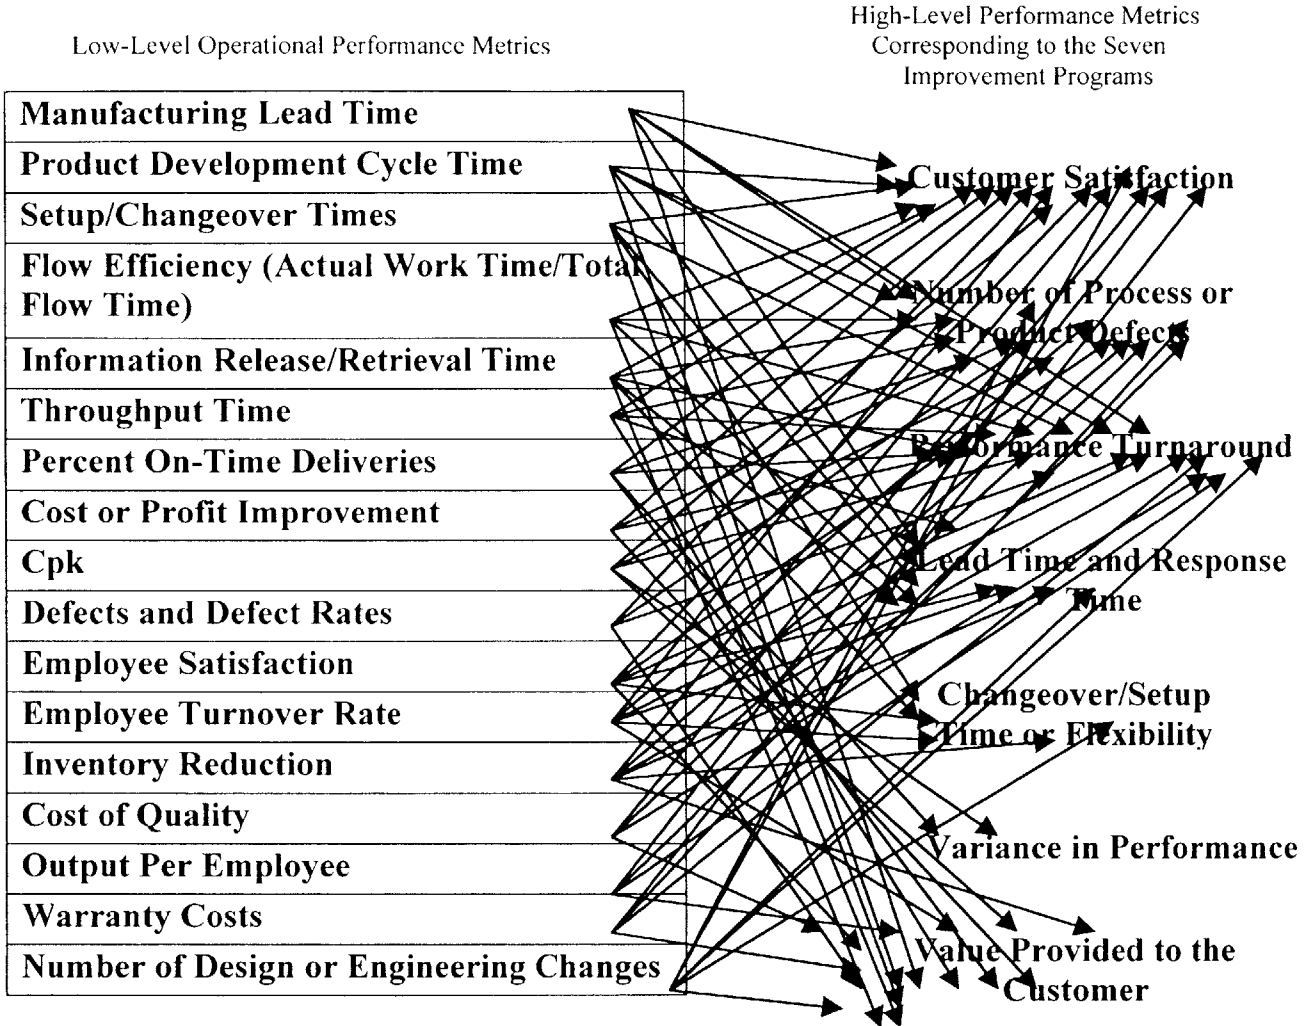 Low-Level Operational Performance Metrics
High-Level Performance Metrics
Corresponding to the Seven
Improvement Programs
Manufacturing Lead Time
Product Development Cycle Time
Setup/Changeover Times
Flow Efficiency (Actual Work Time/Total
Flow Time)
Information Release/Retrieval Time
Throughput Time
Percent On-Time Deliveries
Cost or Profit Improvement
Cpk
Defects and Defect Rates
Employee Satisfaction
Employee Turnover Rate
Inventory Reduction
Cost of Quality
Output Per Employee
Warranty Costs
Number of Design or Engineering Changes
Customer Satisfaction
Number of Process or
Product Defects
Performance Turnaround
Lead Time and Response
Time
Changeover/Setup
Time or Flexibility
Variance in Performance
Value Provided to the
Customer